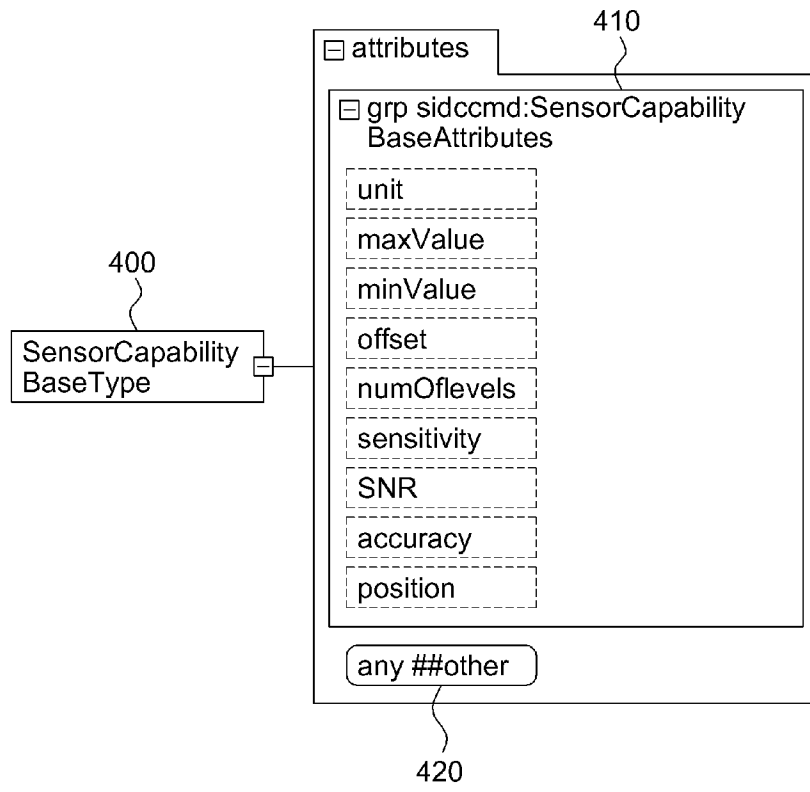 410
attributes
grp sidccmd:SensorCapability
BaseAttributes
unit
maxValue
minValue
offset
numOflevels
sensitivity
SNR
accuracy
position
400
SensorCapability
BaseType
any ##other
420